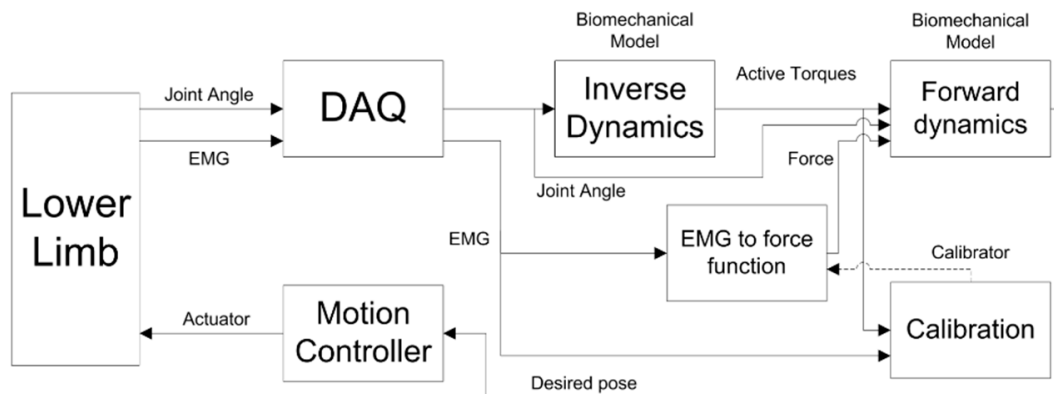 Biomechanical
Model
Biomechanical
Model
Joint Angle
DAQ
Inverse
Dynamics
Active Torques
Forward
dynamics
EMG
Force
Joint Angle
Lower
Limb
EMG
EMG to force
function
Calibrator
Actuator
Motion
Controller
Calibration
Desired pose